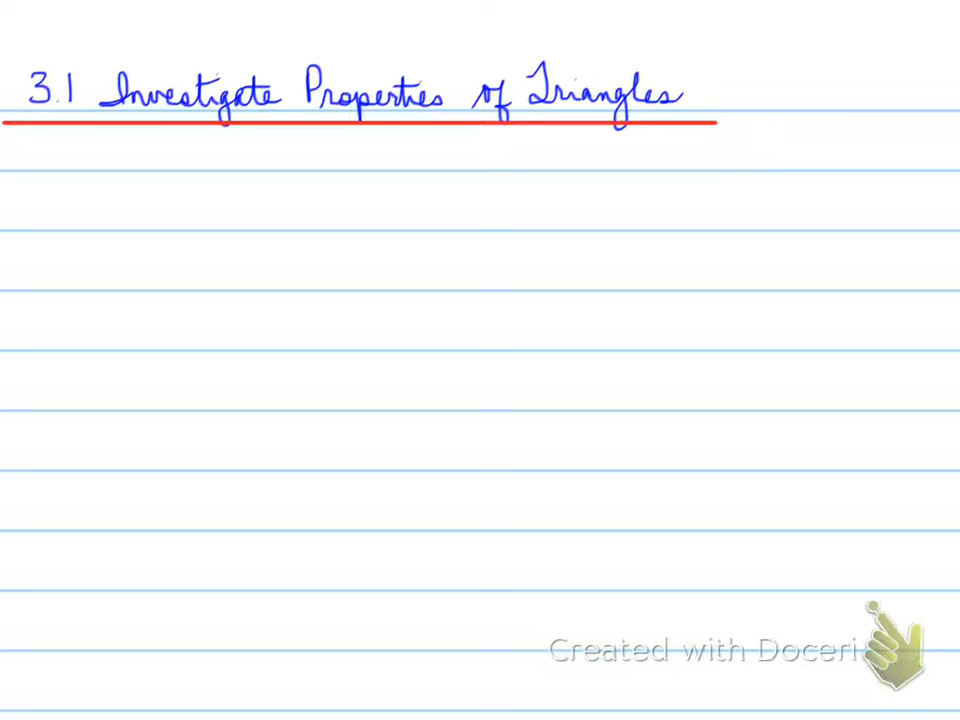 3.1 Investigate Properties of Triangles
Created with Doceri